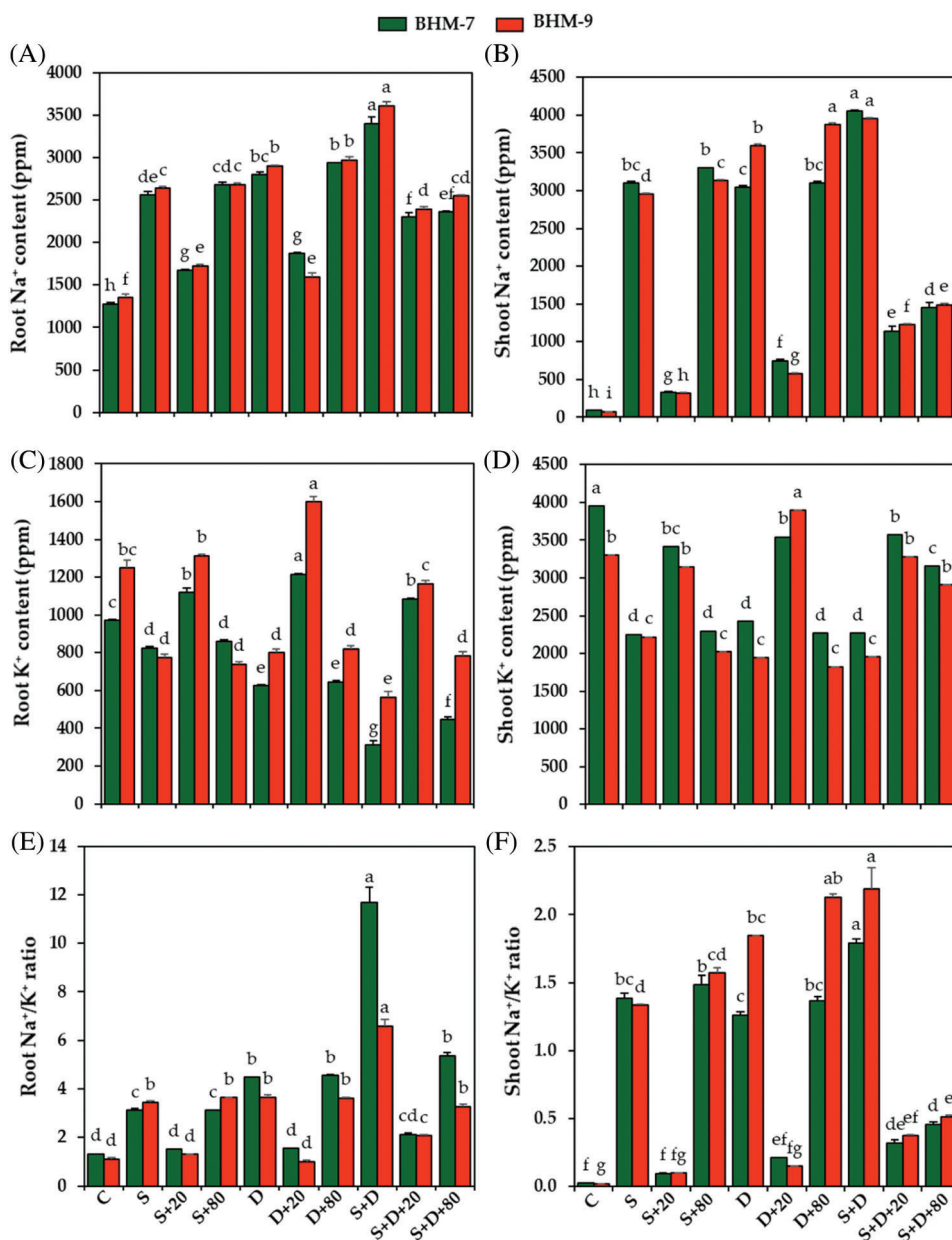 BHM-7 BHM-9
(A) (B)
Root Na⁺ content (ppm)
4000
3500
3000
2500
2000
1500
1000
500
0
h f de c g e cd c bc b g e b b a a f d ef cd
Shoot Na⁺ content (ppm)
4500
4000
3500
3000
2500
2000
1500
1000
500
0
h i bc d g h b c c b f g bc a a a e f d e
(C) (D)
Root K⁺ content (ppm)
1800
1600
1400
1200
1000
800
600
400
200
0
c bc d d b b d d e d a a e d g e b c f d
Shoot K⁺ content (ppm)
4500
4000
3500
3000
2500
2000
1500
1000
500
0
a b d c bc b d c d c b a d c d c b b c b
(E) (F)
Root Na⁺/K⁺ ratio
14
12
10
8
6
4
2
0
d d c b d d c b b b d d b b a a cd c b b
C S S+20 S+80 D D+20 D+80 S+D S+D+20 S+D+80
Shoot Na⁺/K⁺ ratio
2.5
2.0
1.5
1.0
0.5
0.0
f g bc d f fg b cd c bc ef fg bc ab a a de ef d e
C S S+20 S+80 D D+20 D+80 S+D S+D+20 S+D+80